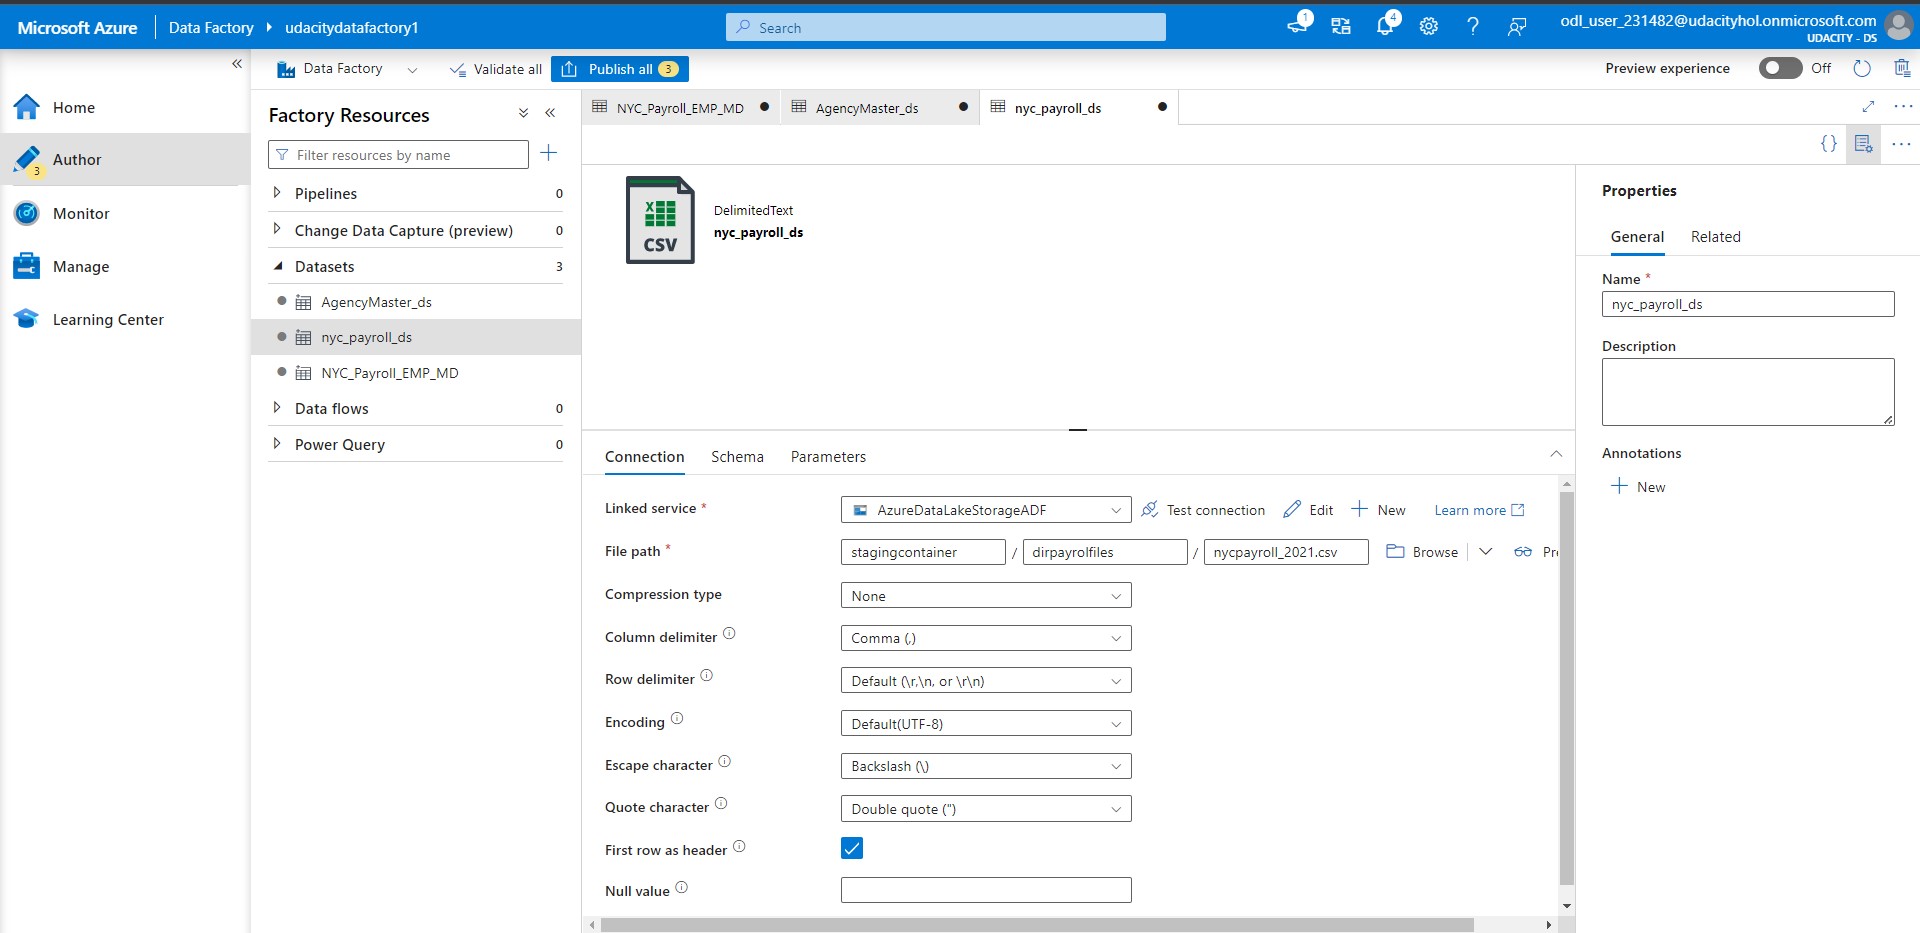 Microsoft Azure
Data Factory
udacitydatafactory1
Search
1
4
odl_user_231482@udacityhol.onmicrosoft.com
UDACITY - DS
Home
Author
3
Monitor
Manage
Learning Center
Data Factory
Validate all
Publish all 3
Preview experience
Off
Factory Resources
Filter resources by name
Pipelines 0
Change Data Capture (preview) 0
Datasets 3
AgencyMaster_ds
nyc_payroll_ds
NYC_Payroll_EMP_MD
Data flows 0
Power Query 0
NYC_Payroll_EMP_MD
AgencyMaster_ds
nyc_payroll_ds
X
CSV
DelimitedText
nyc_payroll_ds
Connection
Schema
Parameters
Linked service *
AzureDataLakeStorageADF
Test connection
Edit
New
Learn more
File path *
stagingcontainer / dirpayrolfiles / nycpayroll_2021.csv
Browse
Pr
Compression type
None
Column delimiter
Comma (,)
Row delimiter
Default (\r,\n, or \r\n)
Encoding
Default(UTF-8)
Escape character
Backslash (\)
Quote character
Double quote (")
First row as header
Null value
Properties
General
Related
Name *
nyc_payroll_ds
Description
Annotations
New